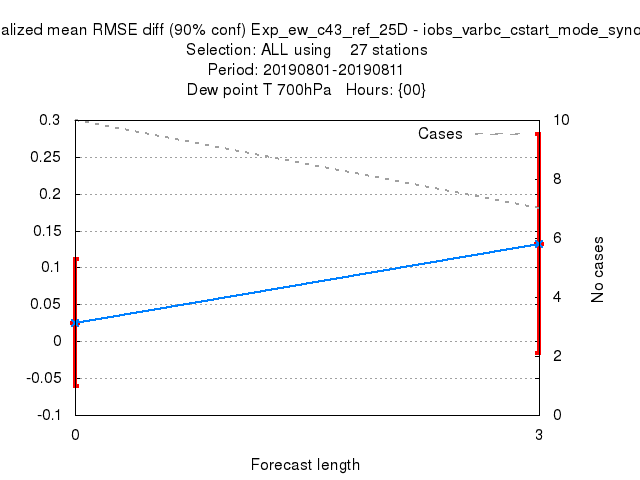 alized mean RMSE diff (90% conf) Exp_ew_c43_ref_25D - iobs_varbc_cstart_mode_syno
Selection: ALL using 27 stations
Period: 20190801-20190811
Dew point T 700hPa Hours: {00}
Cases
0.3
0.25
0.2
0.15
0.1
0.05
0
-0.05
-0.1
10
8
6
4
2
0
No cases
0 3
Forecast length